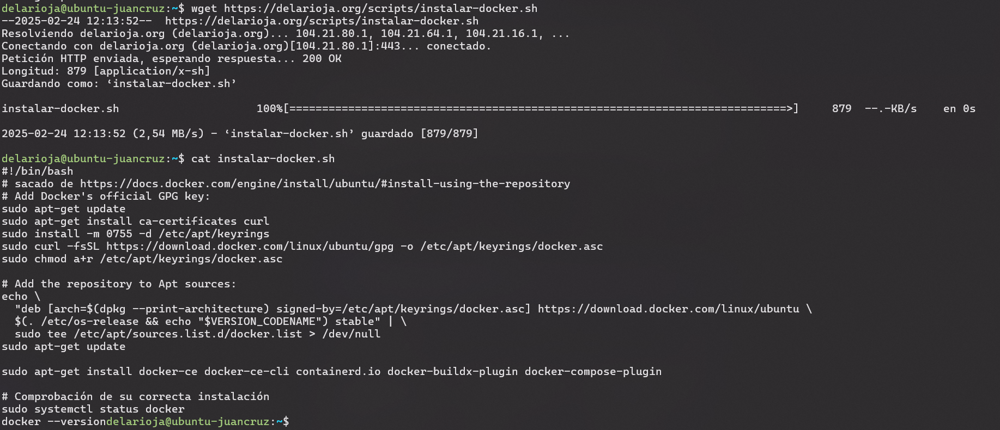 delarioja@ubuntu-juancruz:~$ wget https://delarioja.org/scripts/instalar-docker.sh
--2025-02-24 12:13:52--  https://delarioja.org/scripts/instalar-docker.sh
Resolviendo delarioja.org (delarioja.org)... 104.21.80.1, 104.21.64.1, 104.21.16.1, ...
Conectando con delarioja.org (delarioja.org)[104.21.80.1]:443... conectado.
Petición HTTP enviada, esperando respuesta... 200 OK
Longitud: 879 [application/x-sh]
Guardando como: ‘instalar-docker.sh’
instalar-docker.sh                     100%[============================================================================>]     879  --.-KB/s    en 0s
2025-02-24 12:13:52 (2,54 MB/s) - ‘instalar-docker.sh’ guardado [879/879]
delarioja@ubuntu-juancruz:~$ cat instalar-docker.sh
#!/bin/bash
# sacado de https://docs.docker.com/engine/install/ubuntu/#install-using-the-repository
# Add Docker's official GPG key:
sudo apt-get update
sudo apt-get install ca-certificates curl
sudo install -m 0755 -d /etc/apt/keyrings
sudo curl -fsSL https://download.docker.com/linux/ubuntu/gpg -o /etc/apt/keyrings/docker.asc
sudo chmod a+r /etc/apt/keyrings/docker.asc
# Add the repository to Apt sources:
echo \
  "deb [arch=$(dpkg --print-architecture) signed-by=/etc/apt/keyrings/docker.asc] https://download.docker.com/linux/ubuntu \
  $(. /etc/os-release && echo "$VERSION_CODENAME") stable" | \
  sudo tee /etc/apt/sources.list.d/docker.list > /dev/null
sudo apt-get update
sudo apt-get install docker-ce docker-ce-cli containerd.io docker-buildx-plugin docker-compose-plugin
# Comprobación de su correcta instalación
sudo systemctl status docker
docker --versiondelarioja@ubuntu-juancruz:~$